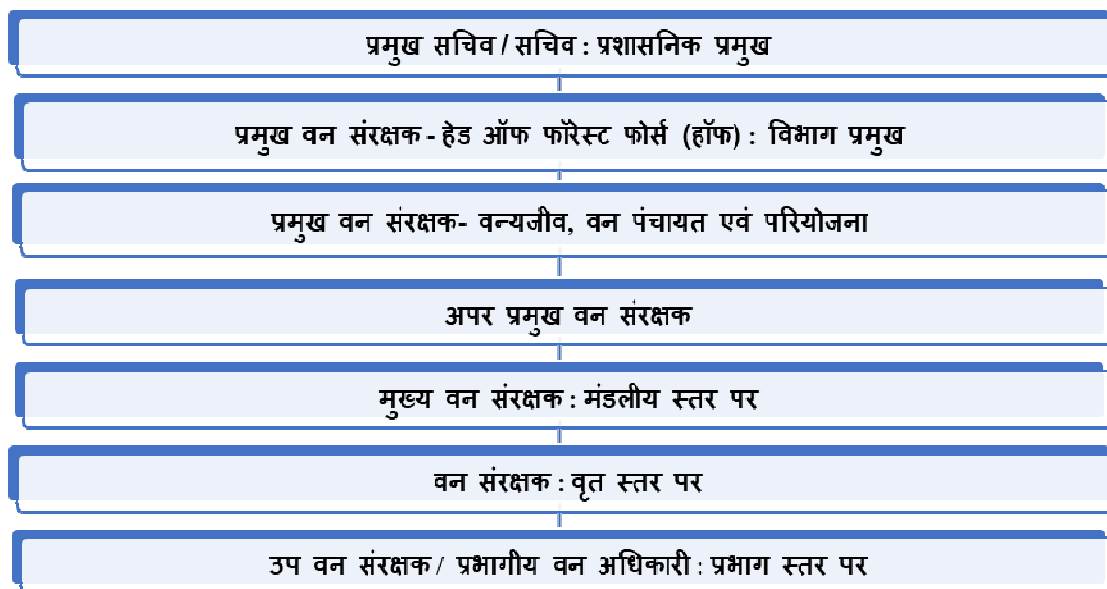 प्रमुख सचिव / सचिव : प्रशासनिक प्रमुख
प्रमुख वन संरक्षक - हेड ऑफ फॉरेस्ट फोर्स (हॉफ) : विभाग प्रमुख
प्रमुख वन संरक्षक- वन्यजीव, वन पंचायत एवं परियोजना
अपर प्रमुख वन संरक्षक
मुख्य वन संरक्षक : मंडलीय स्तर पर
वन संरक्षक : वृत स्तर पर
उप वन संरक्षक / प्रभागीय वन अधिकारी : प्रभाग स्तर पर